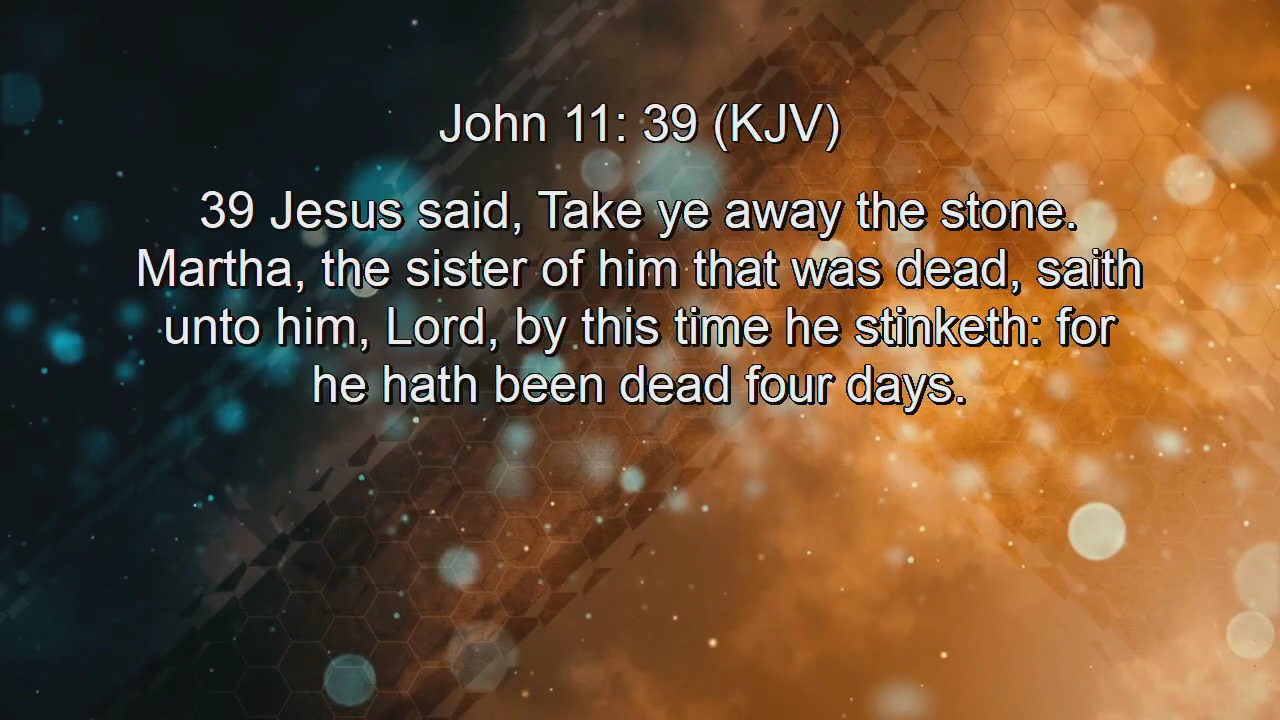 John 11: 39 (KJV)
39 Jesus said, Take ye away the stone.
Martha, the sister of him that was dead, saith
unto him, Lord, by this time he stinketh: for
he hath been dead four days.